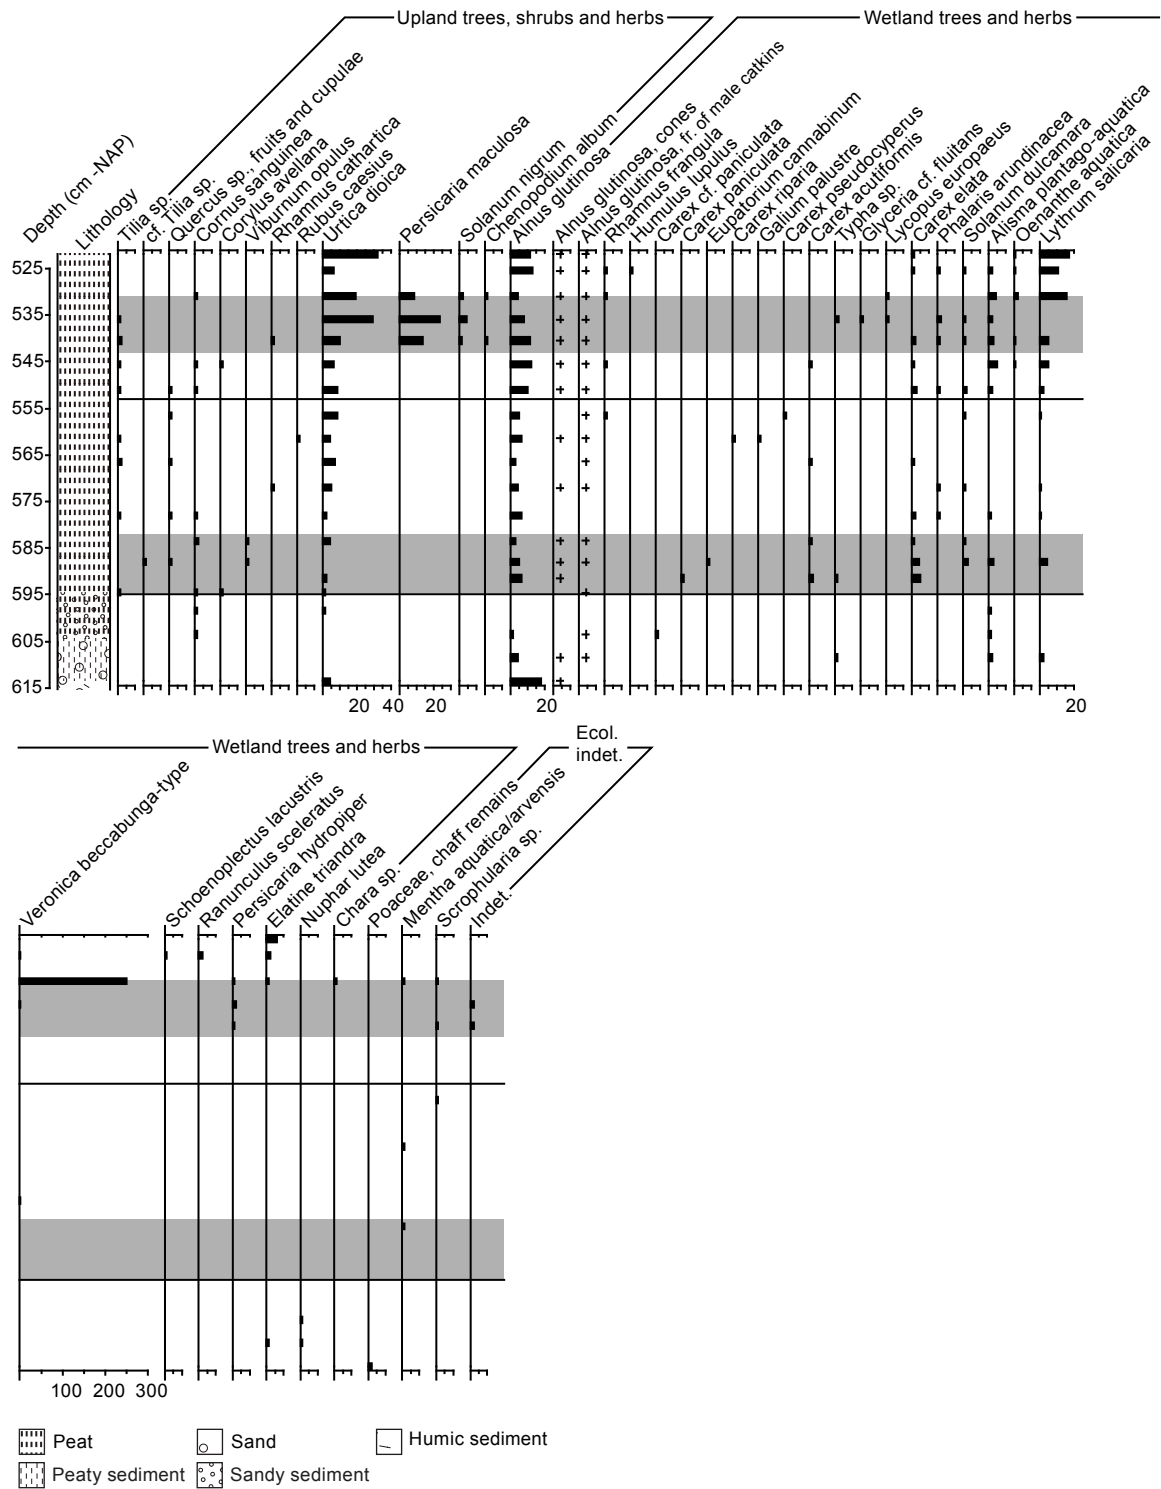 Upland trees, shrubs and herbs
Wetland trees and herbs
Depth (cm -NAP)
Lithology
Tilia sp.
cf. Tilia sp.
Quercus sp., fruits and cupulae
Cornus sanguinea
Corylus avellana
Viburnum opulus
Rhamnus cathartica
Rubus caesius
Urtica dioica
Persicaria maculosa
Solanum nigrum
Chenopodium album
Alnus glutinosa
Alnus glutinosa, cones
Alnus glutinosa, fr. of male catkins
Rhamnus frangula
Humulus lupulus
Carex cf. paniculata
Carex paniculata
Eupatorium cannabinum
Carex riparia
Galium palustre
Carex pseudocyperus
Carex acutiformis
Typha sp.
Glyceria cf. fluitans
Lycopus europaeus
Carex elata
Phalaris arundinacea
Solanum dulcamara
Alisma plantago-aquatica
Oenanthe aquatica
Lythrum salicaria
525
535
545
555
565
575
585
595
605
615
20 40 20 20 20
Wetland trees and herbs
Ecol.
indet.
Veronica beccabunga-type
Schoenoplectus lacustris
Ranunculus sceleratus
Persicaria hydropiper
Elatine triandra
Nuphar lutea
Chara sp.
Poaceae, chaff remains
Mentha aquatica/arvensis
Scrophularia sp.
Indet.
100 200 300
Peat
Sand
Humic sediment
Peaty sediment
Sandy sediment